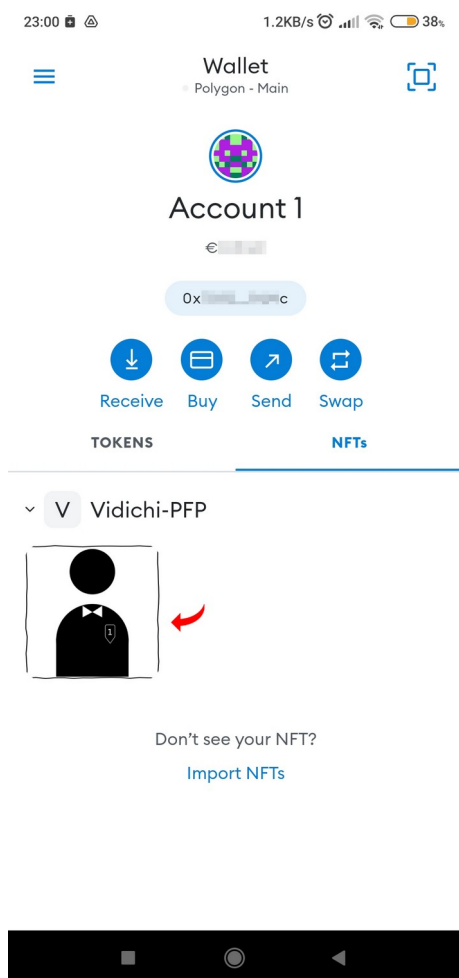 23:00 1.2KB/s 38%
Wallet
Polygon - Main
Account 1
€
0x c
Receive Buy Send Swap
TOKENS NFTs
V Vidichi-PFP
1
Don't see your NFT?
Import NFTs